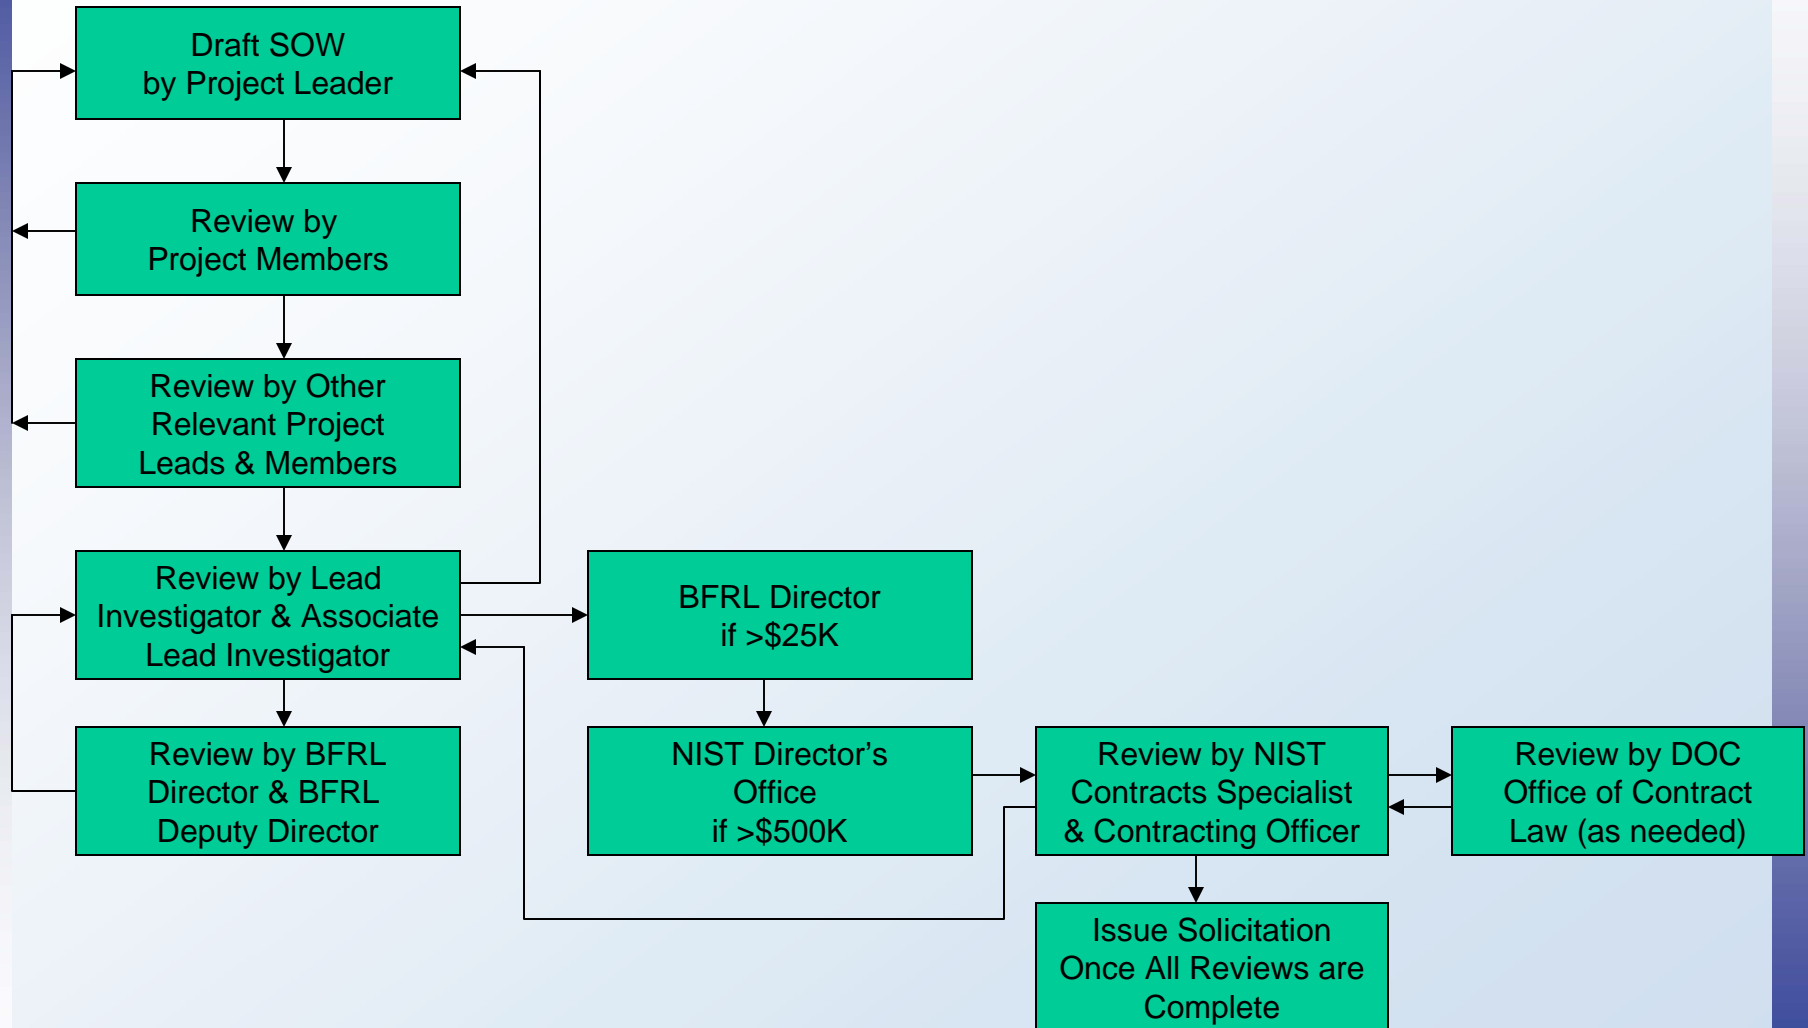 Draft SOW
by Project Leader
Review by
Project Members
Review by Other
Relevant Project
Leads & Members
Review by Lead
Investigator & Associate
Lead Investigator
BFRL Director
if >$25K
Review by BFRL
Director & BFRL
Deputy Director
NIST Director’s
Office
if >$500K
Review by NIST
Contracts Specialist
& Contracting Officer
Review by DOC
Office of Contract
Law (as needed)
Issue Solicitation
Once All Reviews are
Complete